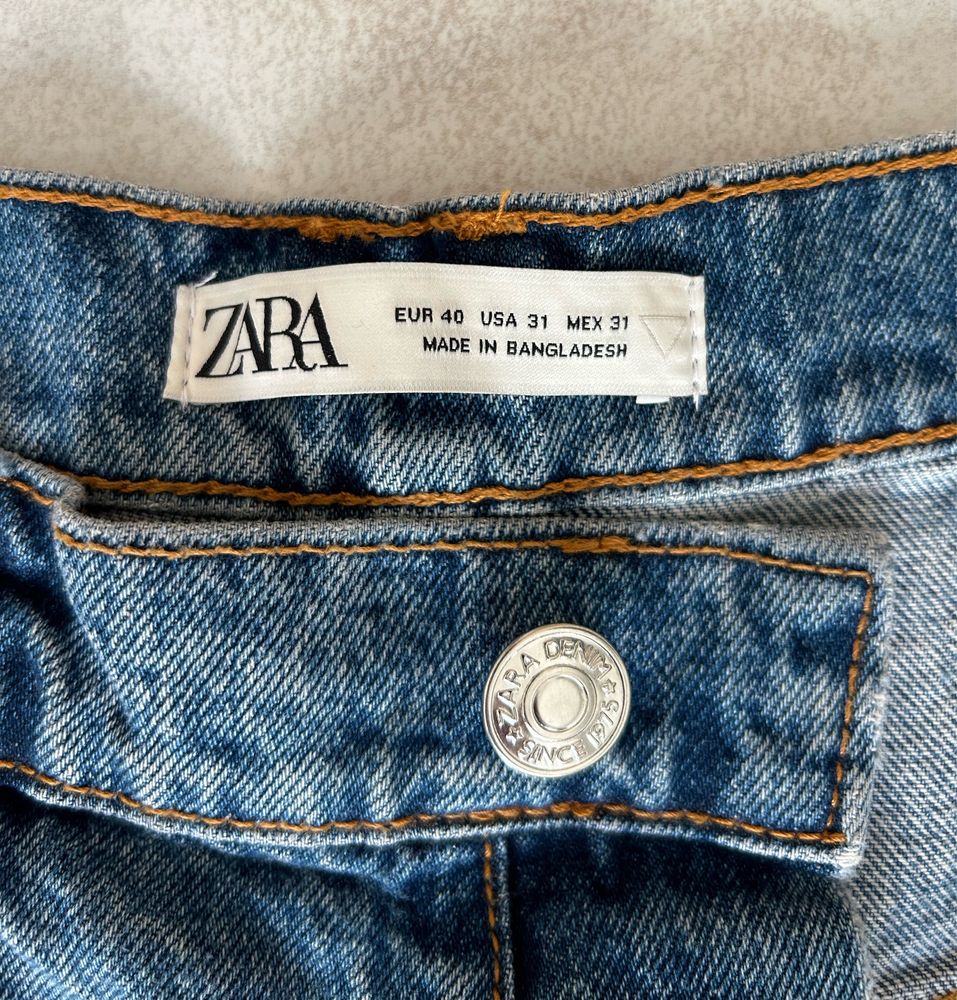 ZARA
EUR 40 USA 31 MEX 31
MADE IN BANGLADESH
ZARA DENIM
SINCE 1975